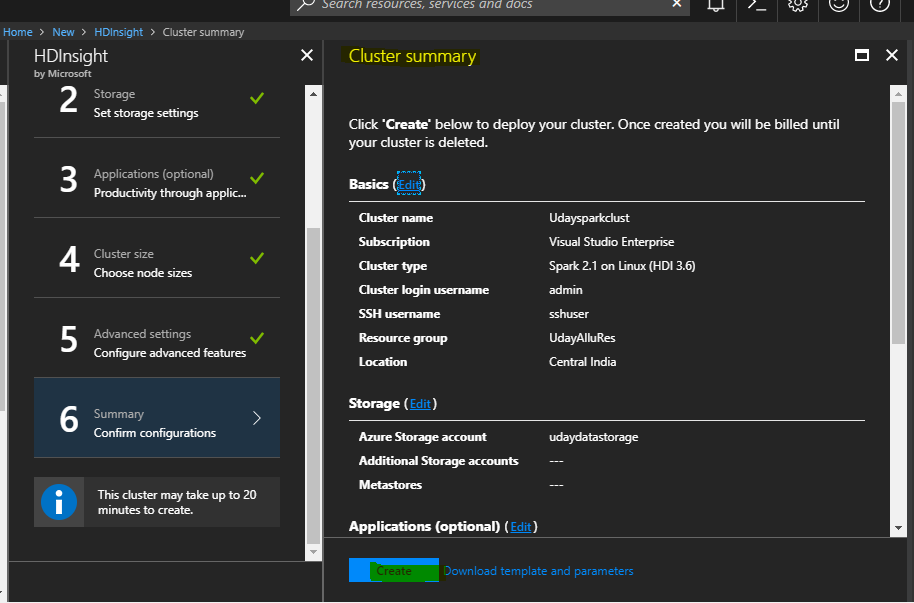 Search resources, services and docs
Home > New > HDInsight > Cluster summary
HDInsight
by Microsoft
2
Storage
Set storage settings
3
Applications (optional)
Productivity through applic...
4
Cluster size
Choose node sizes
5
Advanced settings
Configure advanced features
6
Summary
Confirm configurations
This cluster may take up to 20
minutes to create.
Cluster summary
Click 'Create' below to deploy your cluster. Once created you will be billed until
your cluster is deleted.
Basics (Edit)
Cluster name Udaysparkclust
Subscription Visual Studio Enterprise
Cluster type Spark 2.1 on Linux (HDI 3.6)
Cluster login username admin
SSH username sshuser
Resource group UdayAlluRes
Location Central India
Storage (Edit)
Azure Storage account udaydatastorage
Additional Storage accounts ---
Metastores ---
Applications (optional) (Edit)
Create Download template and parameters